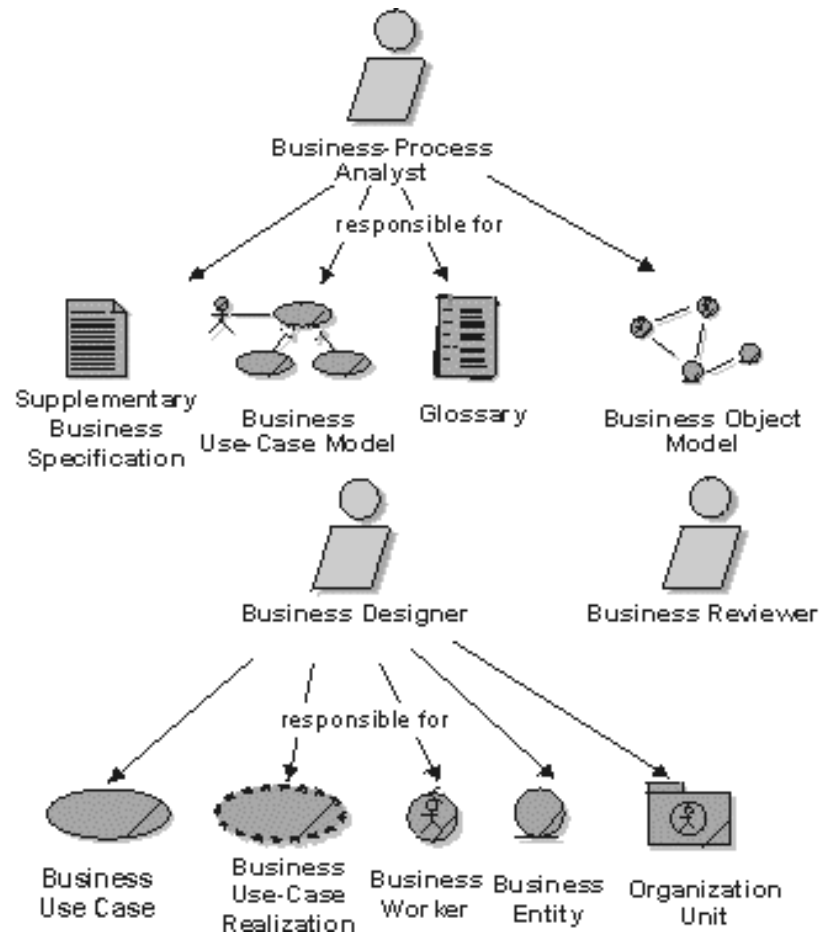 Business-Process
Analyst
responsible for
Supplementary
Business
Specification
Business
Use-Case Model
Glossary
Business Object
Model
Business Designer
Business Reviewer
responsible for
Business
Use Case
Business
Use-Case
Realization
Business
Worker
Business
Entity
Organization
Unit